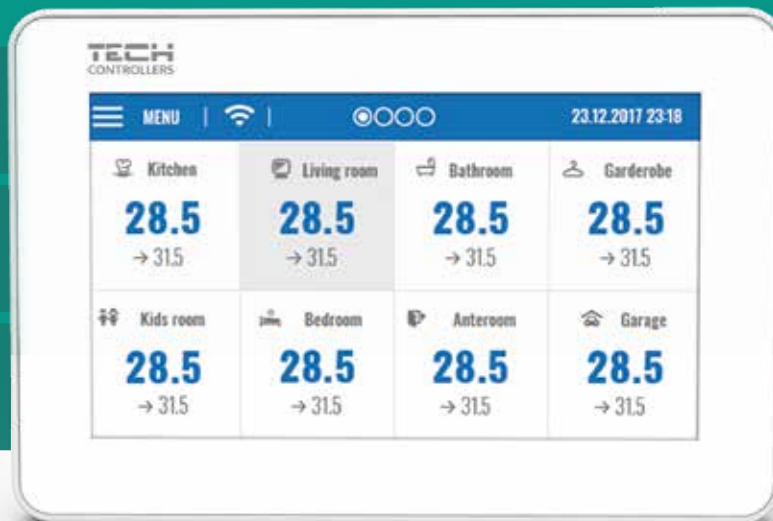 TECH
CONTROLLERS
MENU | | 23.12.2017 23:18
Kitchen Living room Bathroom Garderobe
28.5 28.5 28.5 28.5
→ 31.5 → 31.5 → 31.5 → 31.5
Kids room Bedroom Anteroom Garage
28.5 28.5 28.5 28.5
→ 31.5 → 31.5 → 31.5 → 31.5